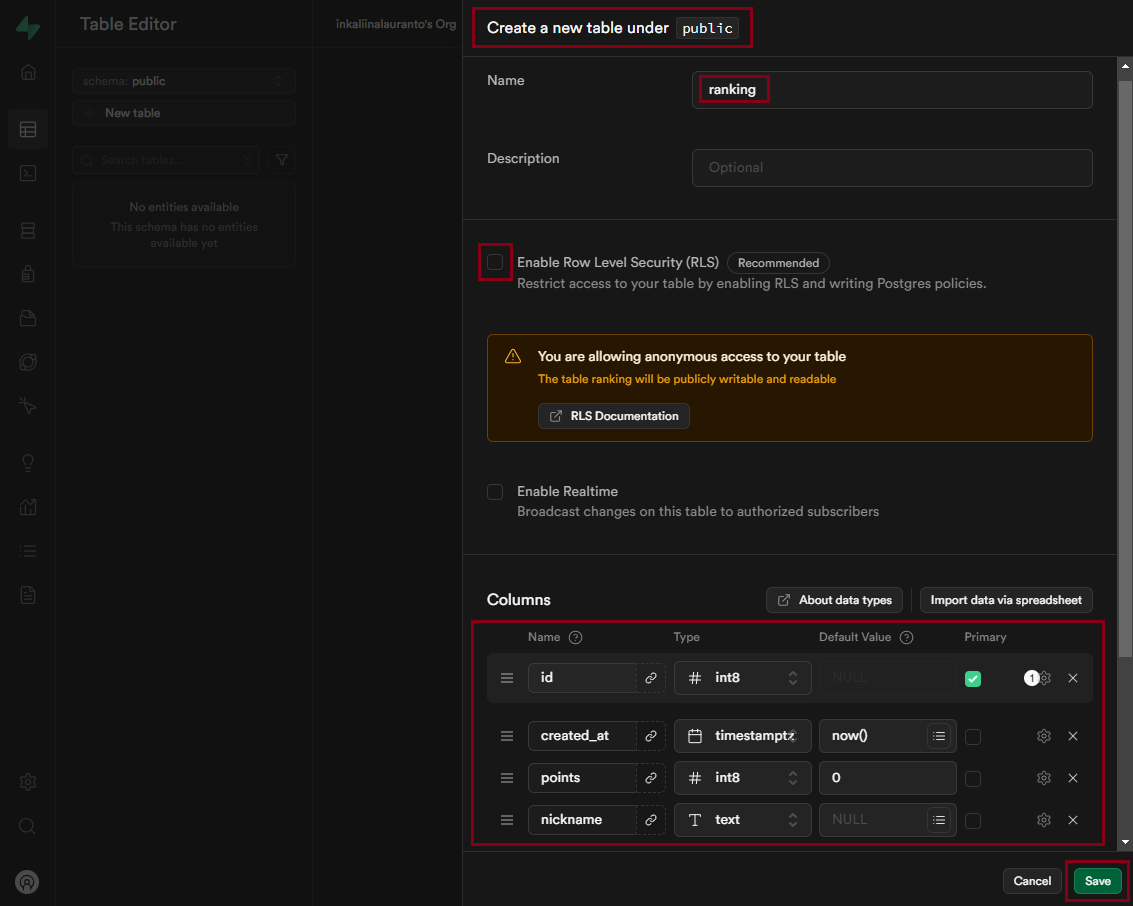 Table Editor
inkaliinalauranto's Org
schema: public
New table
Search tables...
No entities available
This schema has no entities
available yet
Create a new table under public
Name
ranking
Description
Optional
Enable Row Level Security (RLS) Recommended
Restrict access to your table by enabling RLS and writing Postgres policies.
You are allowing anonymous access to your table
The table ranking will be publicly writable and readable
RLS Documentation
Enable Realtime
Broadcast changes on this table to authorized subscribers
Columns
About data types
Import data via spreadsheet
Name Type Default Value Primary
id int8 NULL 1
created_at timestamptz now()
points int8 0
nickname text NULL
Cancel Save